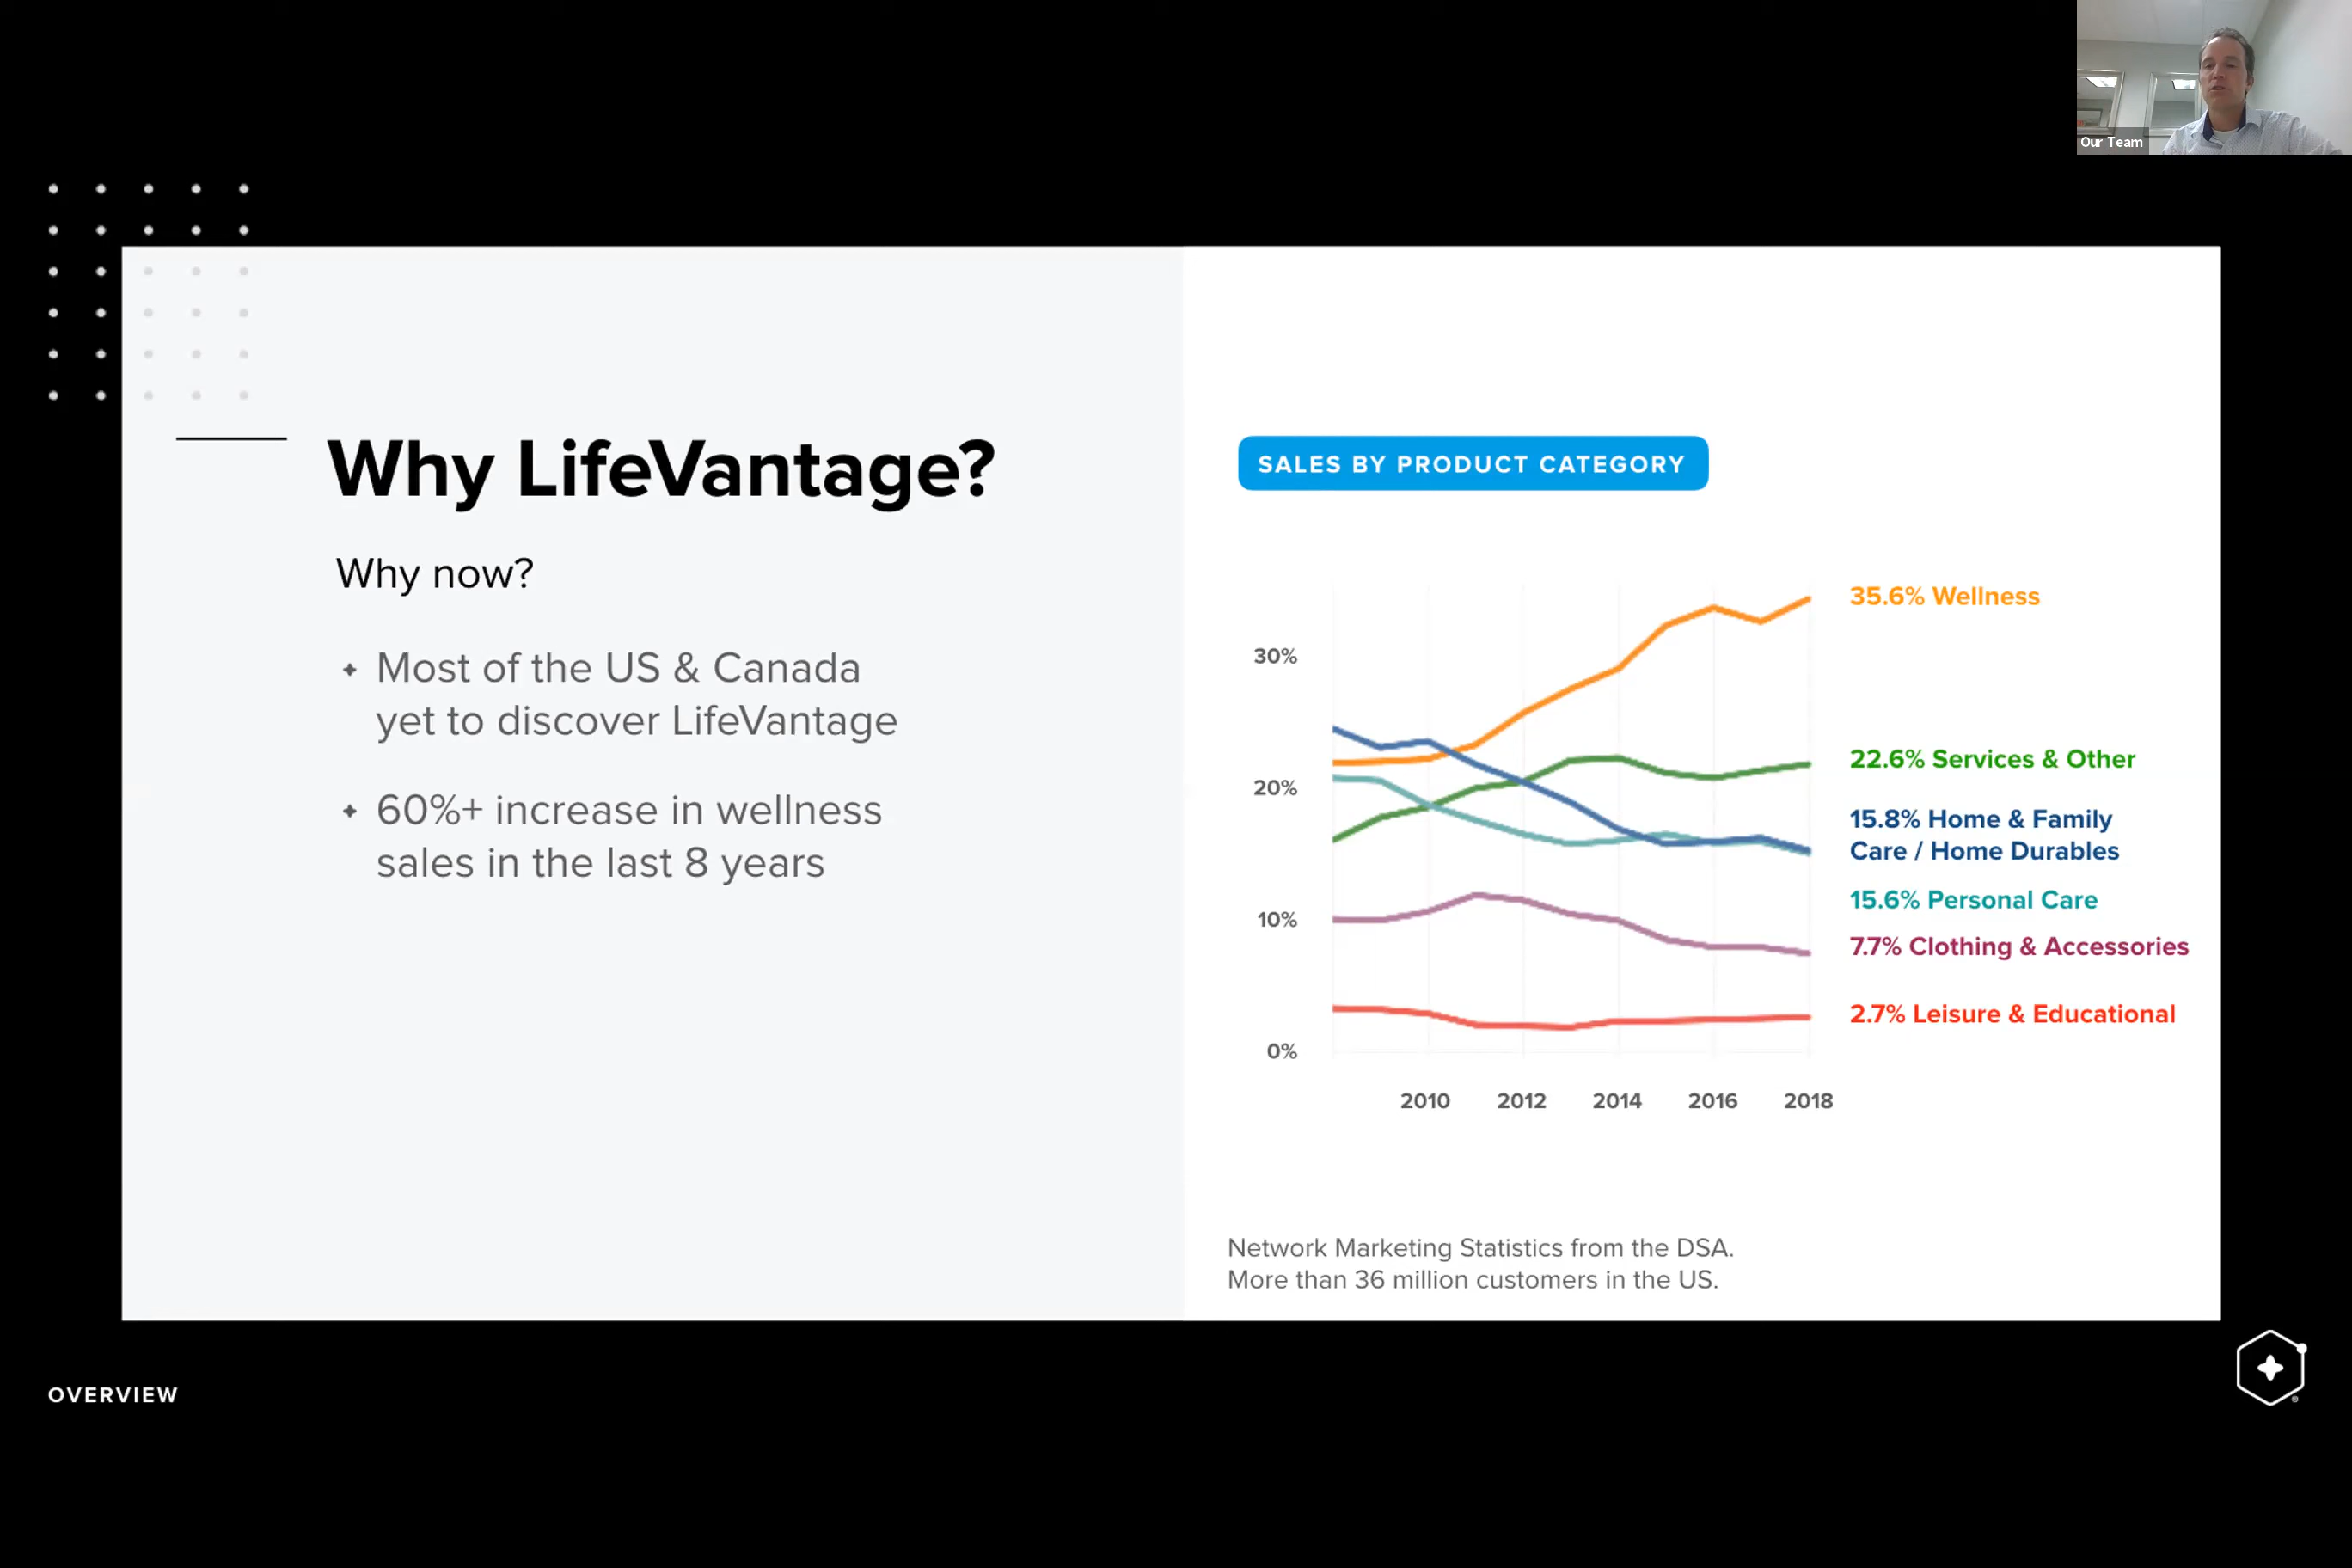 Our Team
Why LifeVantage?
Why now?
Most of the US & Canada
yet to discover LifeVantage
60%+ increase in wellness
sales in the last 8 years
SALES BY PRODUCT CATEGORY
30%
20%
10%
0%
2010 2012 2014 2016 2018
35.6% Wellness
22.6% Services & Other
15.8% Home & Family
Care / Home Durables
15.6% Personal Care
7.7% Clothing & Accessories
2.7% Leisure & Educational
Network Marketing Statistics from the DSA.
More than 36 million customers in the US.
OVERVIEW
®